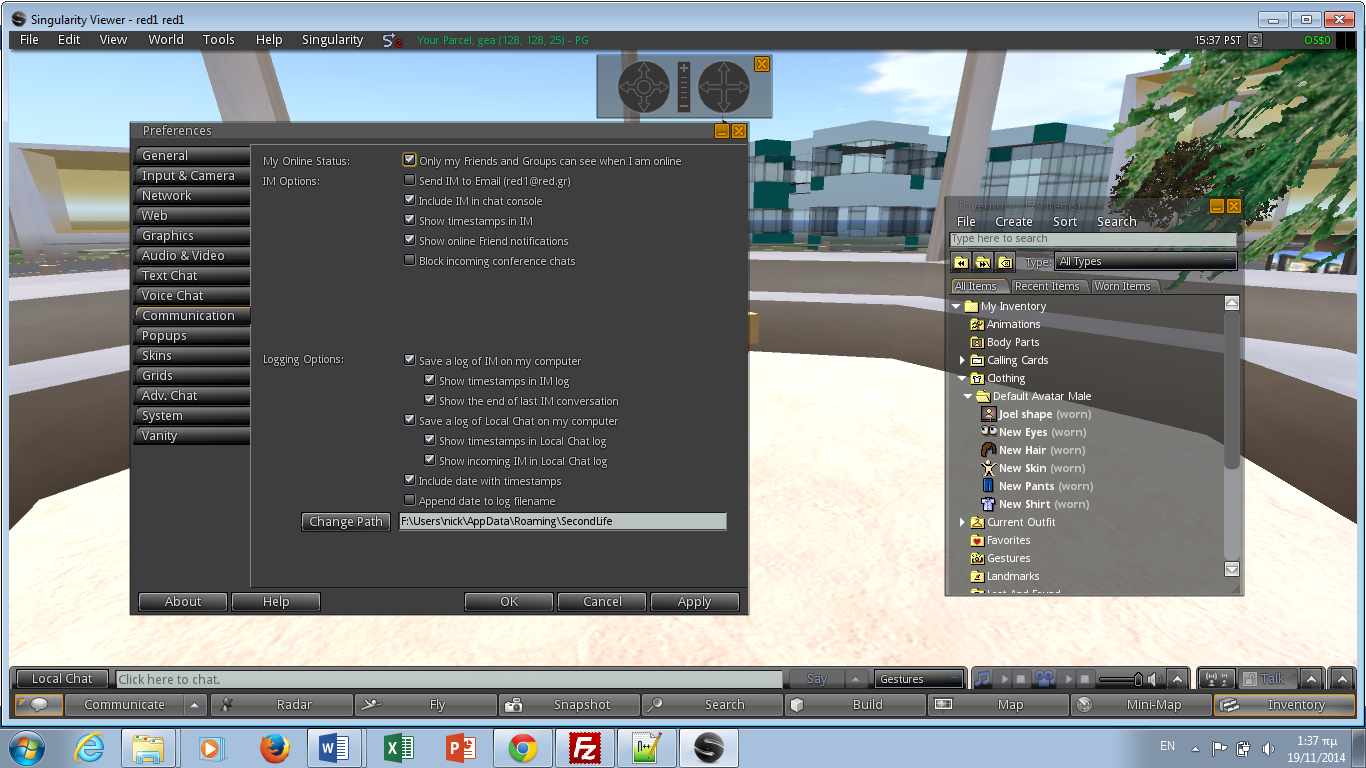 Singularity Viewer - red1 red1
File Edit View World Tools Help Singularity Your Parcel, gea (128, 128, 25) - PG 15:37 PST $ OS$0
Preferences
General
Input & Camera
Network
Web
Graphics
Audio & Video
Text Chat
Voice Chat
Communication
Popups
Skins
Grids
Adv. Chat
System
Vanity
My Online Status: Only my Friends and Groups can see when I am online
IM Options: Send IM to Email (red1@red.gr)
Include IM in chat console
Show timestamps in IM
Show online Friend notifications
Block incoming conference chats
Logging Options: Save a log of IM on my computer
Show timestamps in IM log
Show the end of last IM conversation
Save a log of Local Chat on my computer
Show timestamps in Local Chat log
Show incoming IM in Local Chat log
Include date with timestamps
Append date to log filename
Change Path F:\Users\nick\AppData\Roaming\SecondLife
About Help OK Cancel Apply
File Create Sort Search
Type here to search
Type: All Types
All Items Recent Items Worn Items
My Inventory
Animations
Body Parts
Calling Cards
Clothing
Default Avatar Male
Joel shape (worn)
New Eyes (worn)
New Hair (worn)
New Skin (worn)
New Pants (worn)
New Shirt (worn)
Current Outfit
Favorites
Gestures
Landmarks
Lost And Found
Local Chat Click here to chat. Say Gestures Talk
Communicate Radar Fly Snapshot Search Build Map Mini-Map Inventory
EN 1:37 πμ
19/11/2014